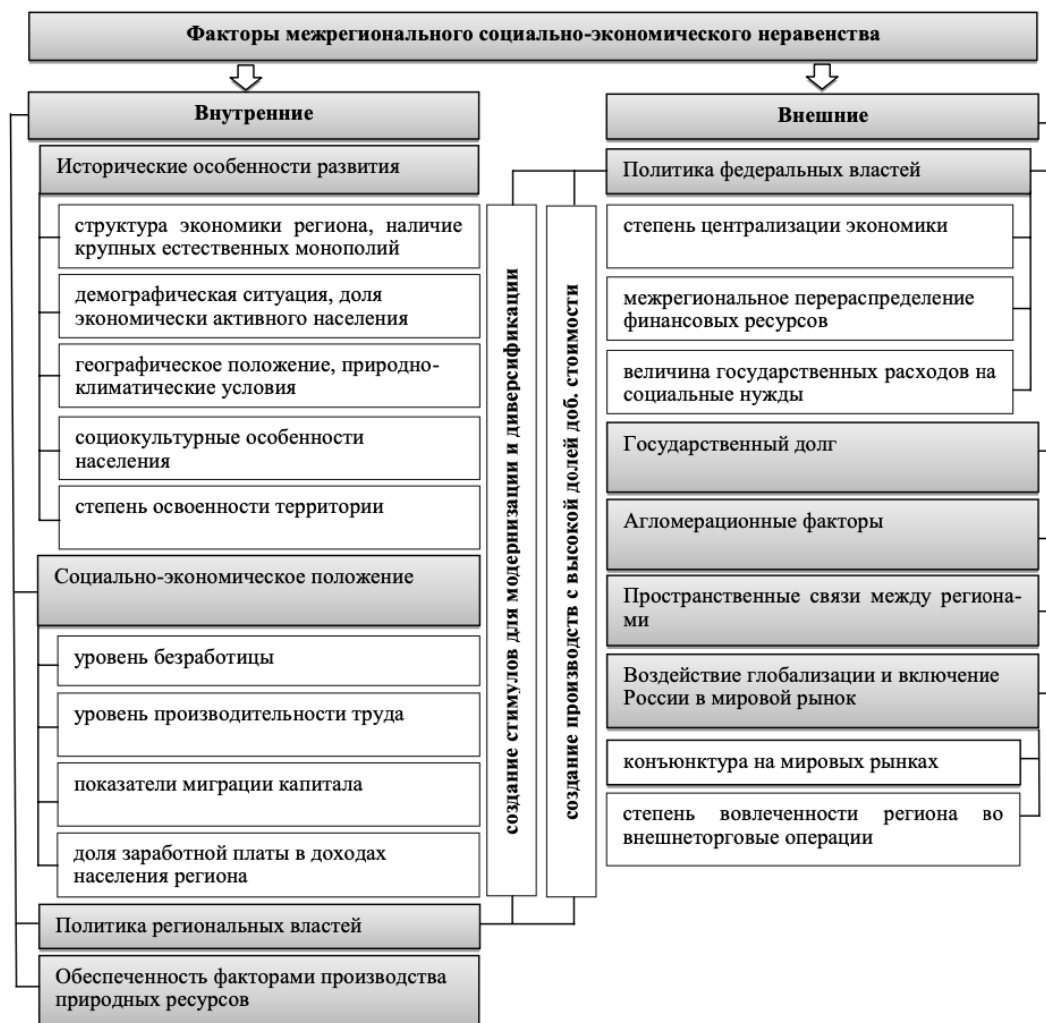 Факторы межрегионального социально-экономического неравенства
Внутренние
Исторические особенности развития
структура экономики региона, наличие
крупных естественных монополий
демографическая ситуация, доля
экономически активного населения
географическое положение, природно-
климатические условия
социокультурные особенности
населения
степень освоенности территории
Социально-экономическое положение
уровень безработицы
уровень производительности труда
показатели миграции капитала
доля заработной платы в доходах
населения региона
Политика региональных властей
Обеспеченность факторами производства
природных ресурсов
создание стимулов для модернизации и диверсификации
создание производств с высокой долей доб. стоимости
Внешние
Политика федеральных властей
степень централизации экономики
межрегиональное перераспределение
финансовых ресурсов
величина государственных расходов на
социальные нужды
Государственный долг
Агломерационные факторы
Пространственные связи между региона-
ми
Воздействие глобализации и включение
России в мировой рынок
конъюнктура на мировых рынках
степень вовлеченности региона во
внешнеторговые операции